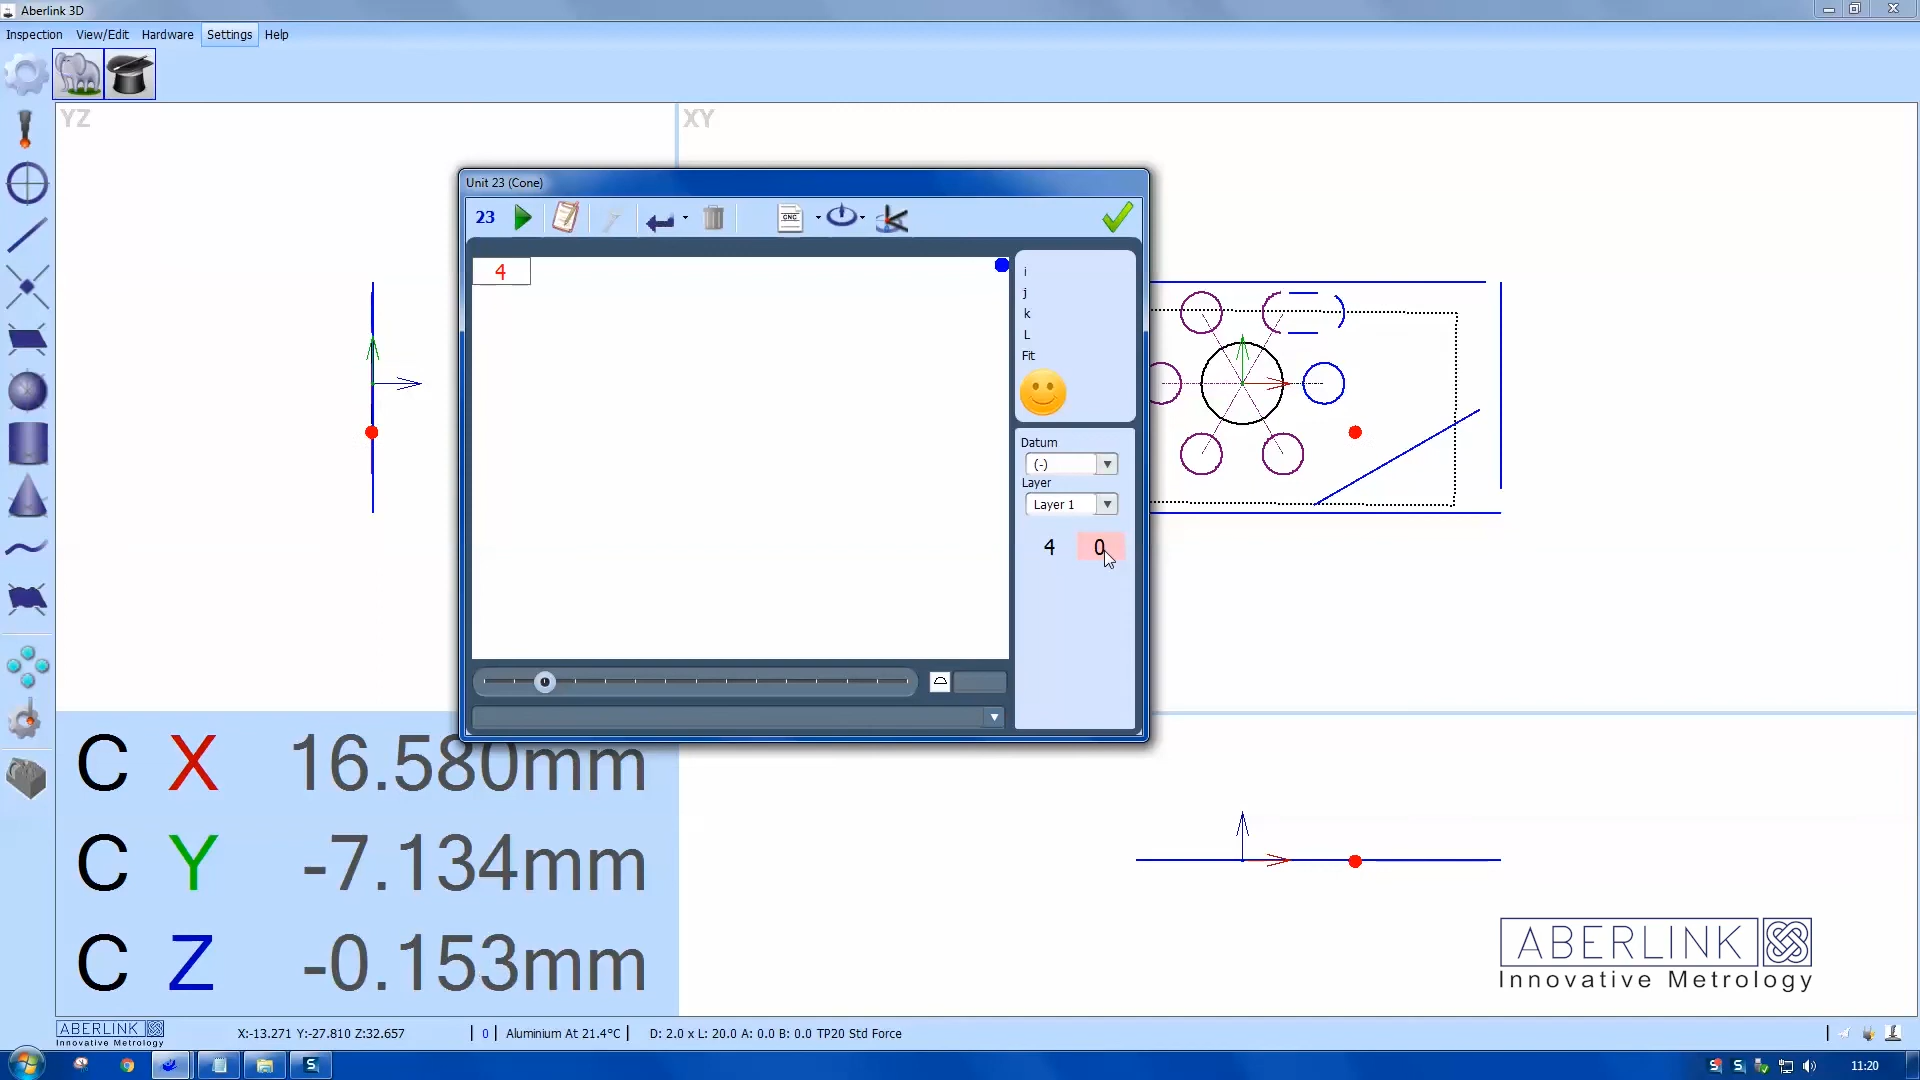 Aberlink 3D
Inspection View/Edit Hardware Settings Help
YZ
XY
Unit 23 (Cone)
23
CNC
4
i
j
k
L
Fit
Datum
(-)
Layer
Layer 1
4 0
C X 16.580mm
C Y -7.134mm
C Z -0.153mm
ABERLINK
Innovative Metrology
ABERLINK
Innovative Metrology
X:-13.271 Y:-27.810 Z:32.657
0
Aluminium At 21.4°C
D: 2.0 x L: 20.0 A: 0.0 B: 0.0 TP20 Std Force
11:20